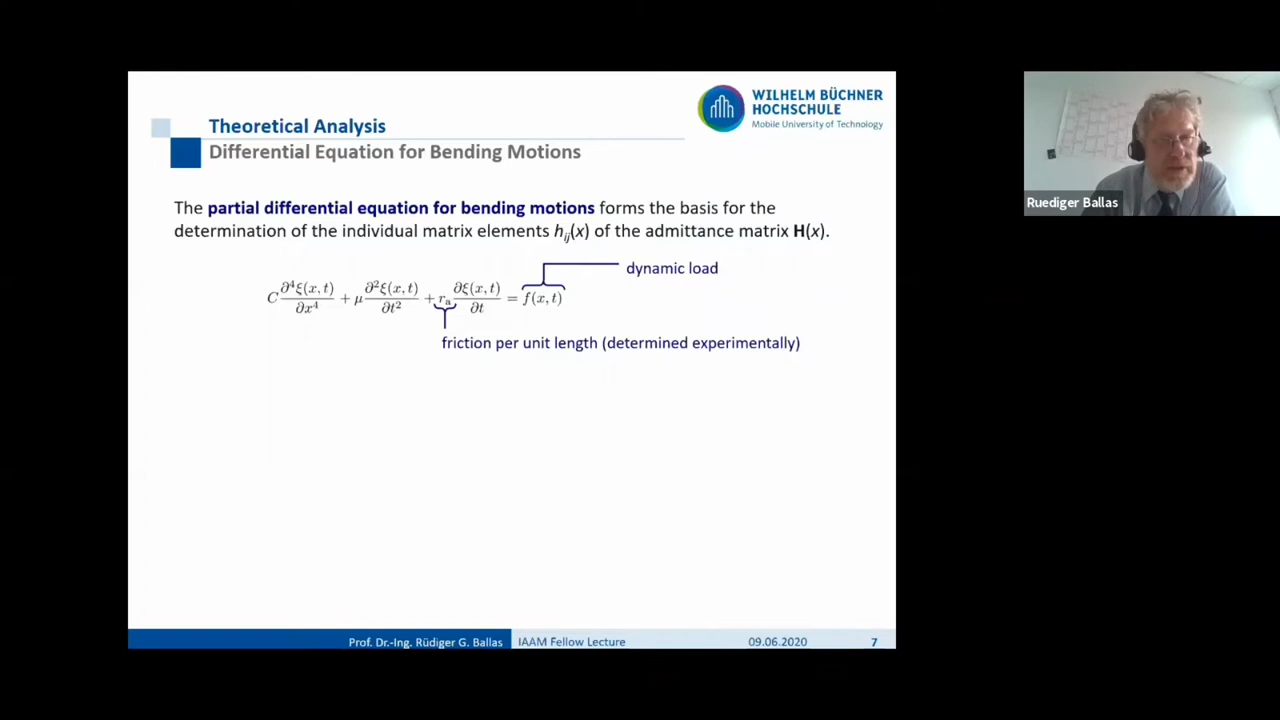 WILHELM BÜCHNER
HOCHSCHULE
Mobile University of Technology
Theoretical Analysis
Differential Equation for Bending Motions
The partial differential equation for bending motions forms the basis for the
determination of the individual matrix elements hij(x) of the admittance matrix H(x).
dynamic load
C ∂⁴ξ(x, t)/∂x⁴ + μ ∂²ξ(x, t)/∂t² + rₐ ∂ξ(x, t)/∂t = f(x, t)
friction per unit length (determined experimentally)
Prof. Dr.-Ing. Rüdiger G. Ballas IAAM Fellow Lecture 09.06.2020 7
Ruediger Ballas